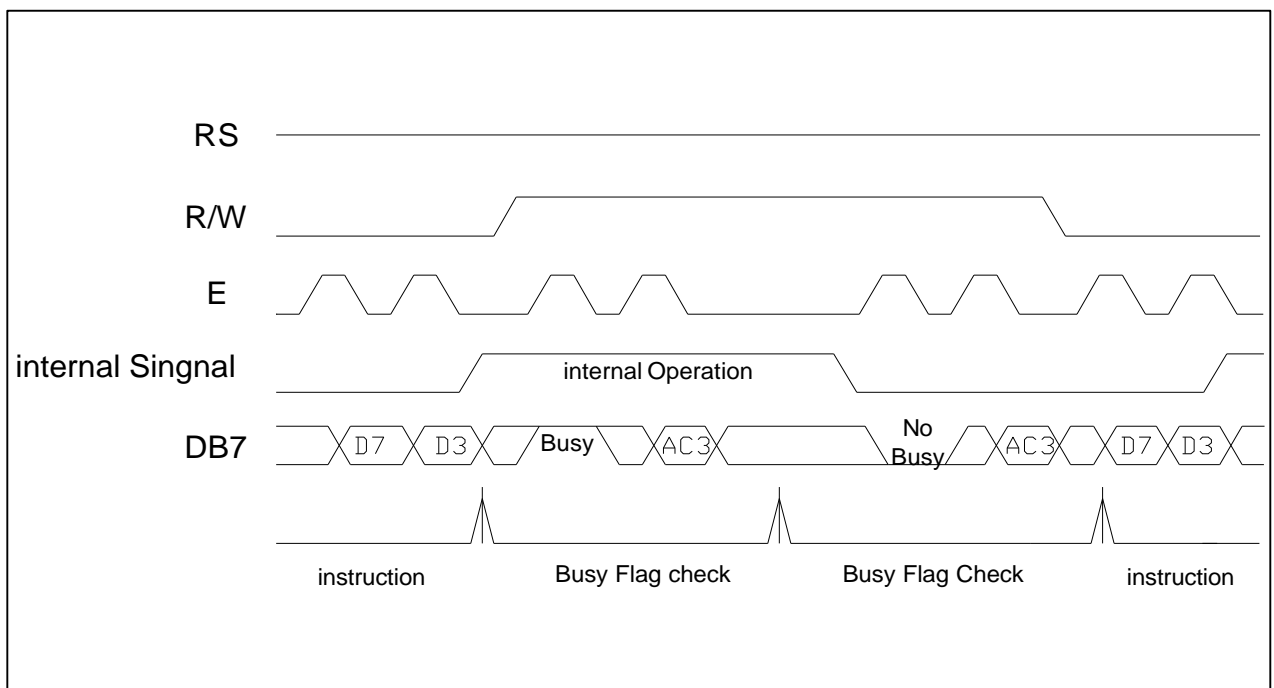 RS
R/W
E
internal Singnal
internal Operation
DB7
D7
D3
Busy
AC3
No
Busy
AC3
D7
D3
instruction
Busy Flag check
Busy Flag Check
instruction